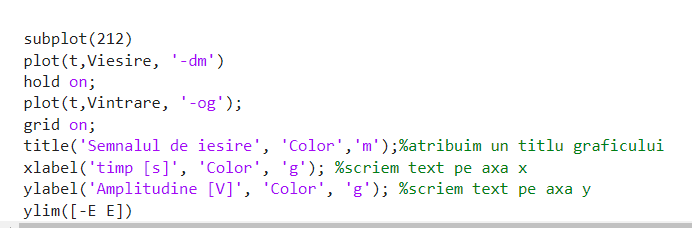 subplot(212)
plot(t,Viesire, '-dm')
hold on;
plot(t,Vintrare, '-og');
grid on;
title('Semnalul de iesire', 'Color','m');%atribuim un titlu graficului
xlabel('timp [s]', 'Color', 'g'); %scriem text pe axa x
ylabel('Amplitudine [V]', 'Color', 'g'); %scriem text pe axa y
ylim([-E E])